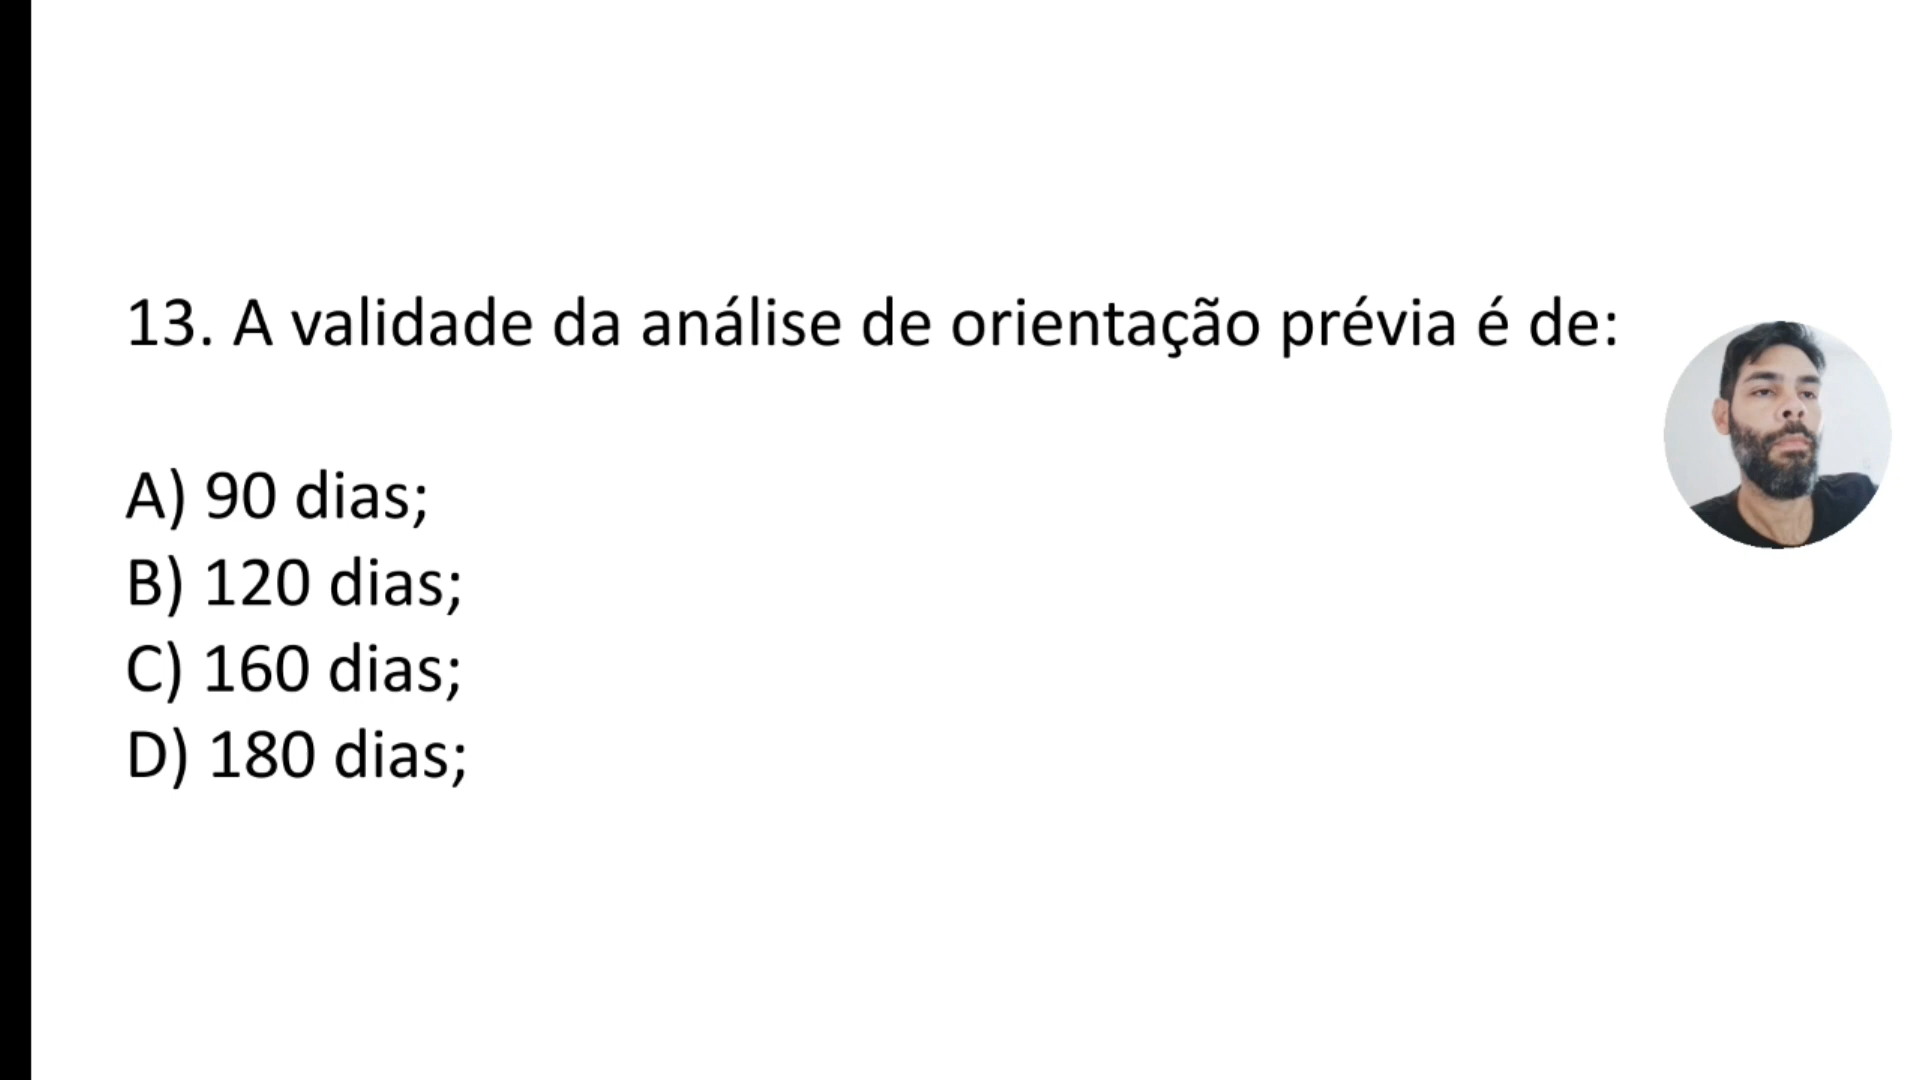 13. A validade da análise de orientação prévia é de:
A) 90 dias;
B) 120 dias;
C) 160 dias;
D) 180 dias;